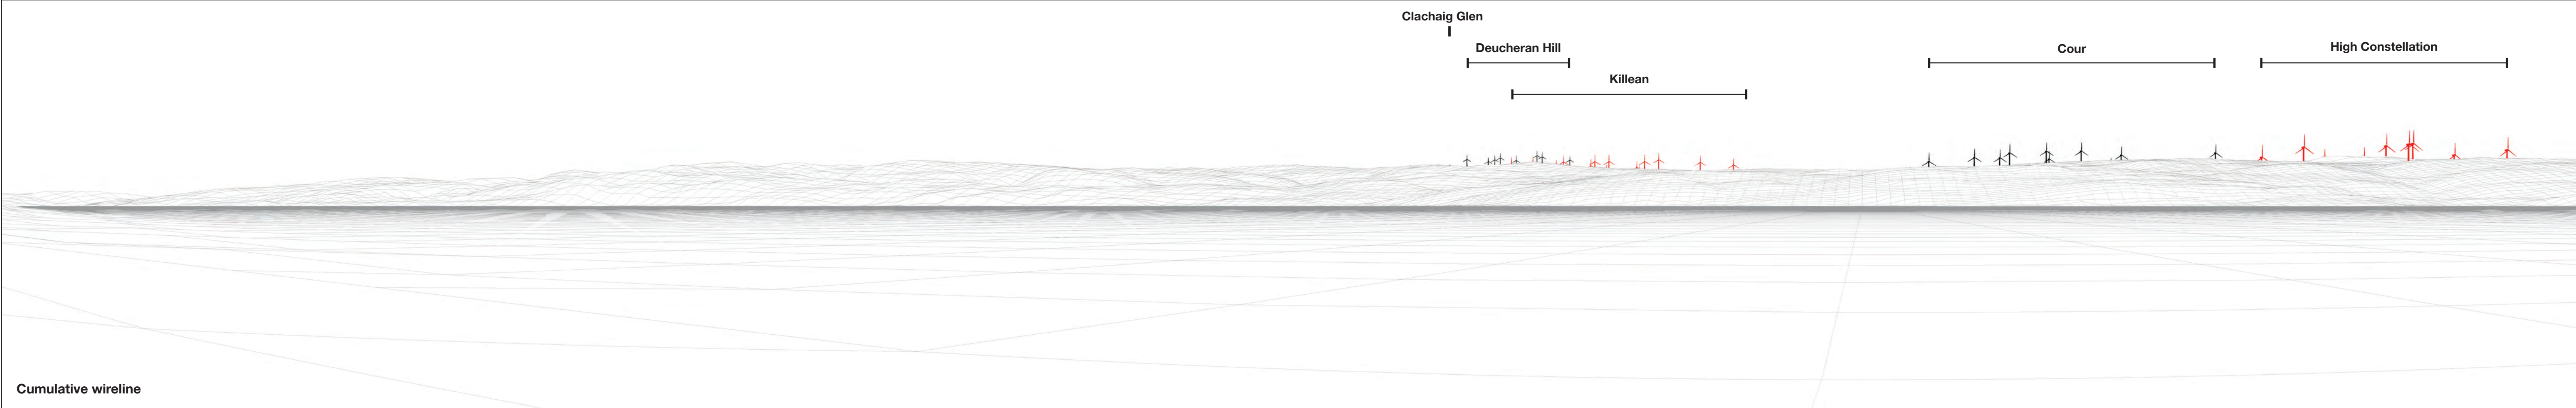 Clachaig Glen
Deucheran Hill
Killean
Cour
High Constellation
Cumulative wireline